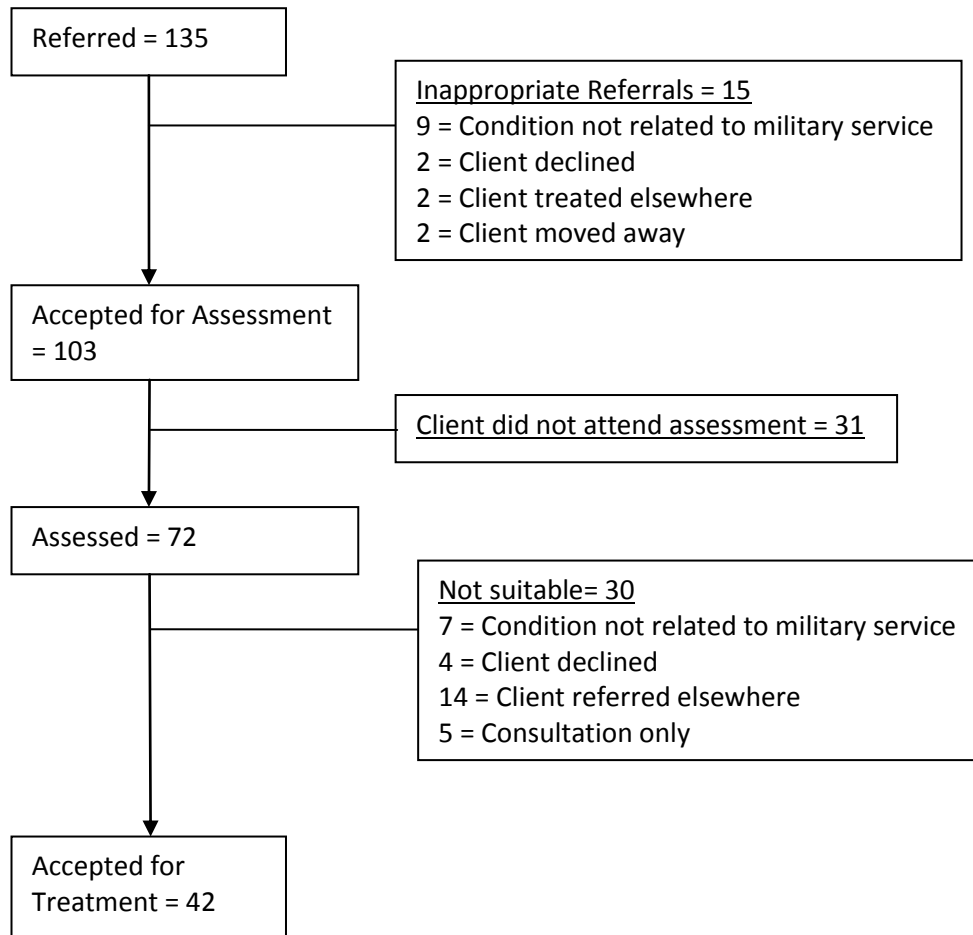 Referred = 135
Inappropriate Referrals = 15
9 = Condition not related to military service
2 = Client declined
2 = Client treated elsewhere
2 = Client moved away
Accepted for Assessment
= 103
Client did not attend assessment = 31
Assessed = 72
Not suitable= 30
7 = Condition not related to military service
4 = Client declined
14 = Client referred elsewhere
5 = Consultation only
Accepted for
Treatment = 42